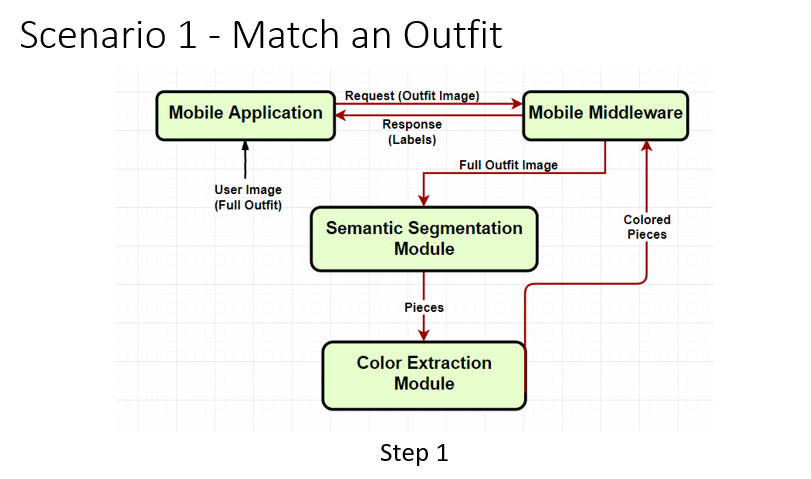 Scenario 1 - Match an Outfit
Mobile Application
Request (Outfit Image)
Mobile Middleware
Response
(Labels)
User Image
(Full Outfit)
Full Outfit Image
Semantic Segmentation
Module
Colored
Pieces
Pieces
Color Extraction
Module
Step 1